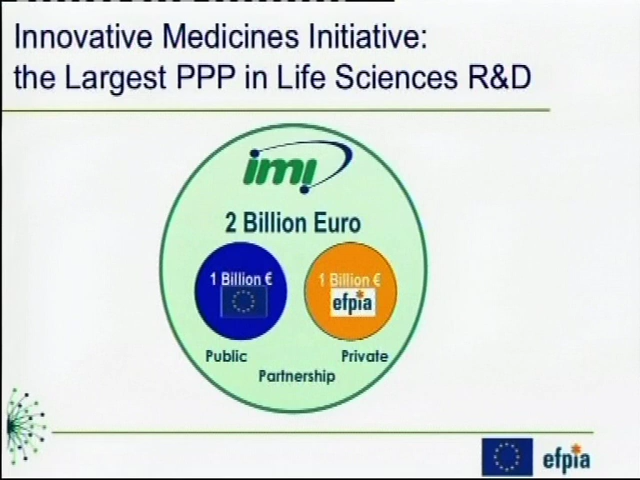 Innovative Medicines Initiative:
the Largest PPP in Life Sciences R&D
imi
2 Billion Euro
1 Billion €
1 Billion €
efpia
Public
Private
Partnership
efpia